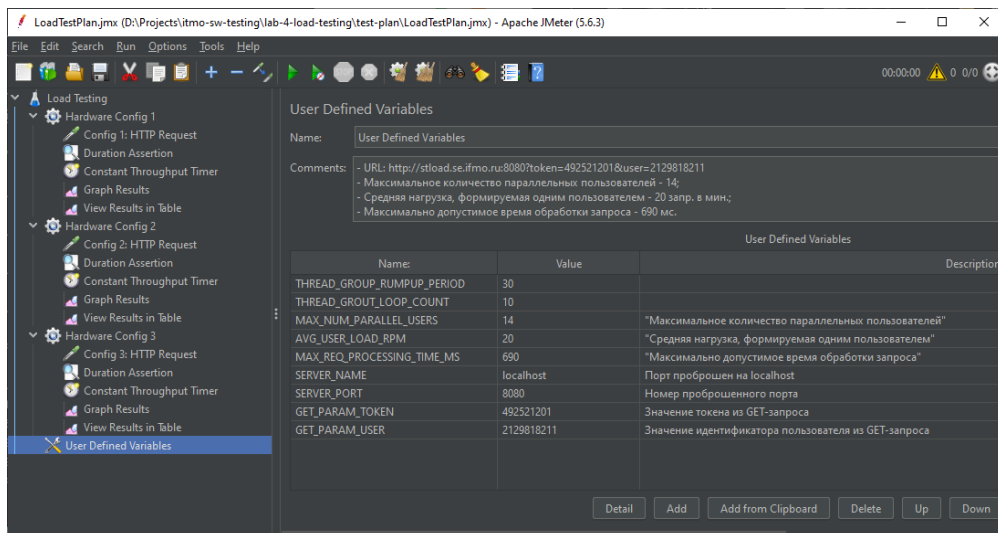 LoadTestPlan.jmx (D:\Projects\itmo-sw-testing\lab-4-load-testing\test-plan\LoadTestPlan.jmx) - Apache JMeter (5.6.3)
File Edit Search Run Options Tools Help
00:00:00 0 0/0
Load Testing
Hardware Config 1
Config 1: HTTP Request
Duration Assertion
Constant Throughput Timer
Graph Results
View Results in Table
Hardware Config 2
Config 2: HTTP Request
Duration Assertion
Constant Throughput Timer
Graph Results
View Results in Table
Hardware Config 3
Config 3: HTTP Request
Duration Assertion
Constant Throughput Timer
Graph Results
View Results in Table
User Defined Variables
User Defined Variables
Name: User Defined Variables
Comments: - URL: http://stload.se.ifmo.ru:8080?token=492521201&user=2129818211
- Максимальное количество параллельных пользователей - 14;
- Средняя нагрузка, формируемая одним пользователем - 20 запр. в мин.;
- Максимально допустимое время обработки запроса - 690 мс.
User Defined Variables
Name: Value Description
THREAD_GROUP_RUMPUP_PERIOD 30
THREAD_GROUT_LOOP_COUNT 10
MAX_NUM_PARALLEL_USERS 14 "Максимальное количество параллельных пользователей"
AVG_USER_LOAD_RPM 20 "Средняя нагрузка, формируемая одним пользователем"
MAX_REQ_PROCESSING_TIME_MS 690 "Максимально допустимое время обработки запроса"
SERVER_NAME localhost Порт проброшен на localhost
SERVER_PORT 8080 Номер проброшенного порта
GET_PARAM_TOKEN 492521201 Значение токена из GET-запроса
GET_PARAM_USER 2129818211 Значение идентификатора пользователя из GET-запроса
Detail Add Add from Clipboard Delete Up Down